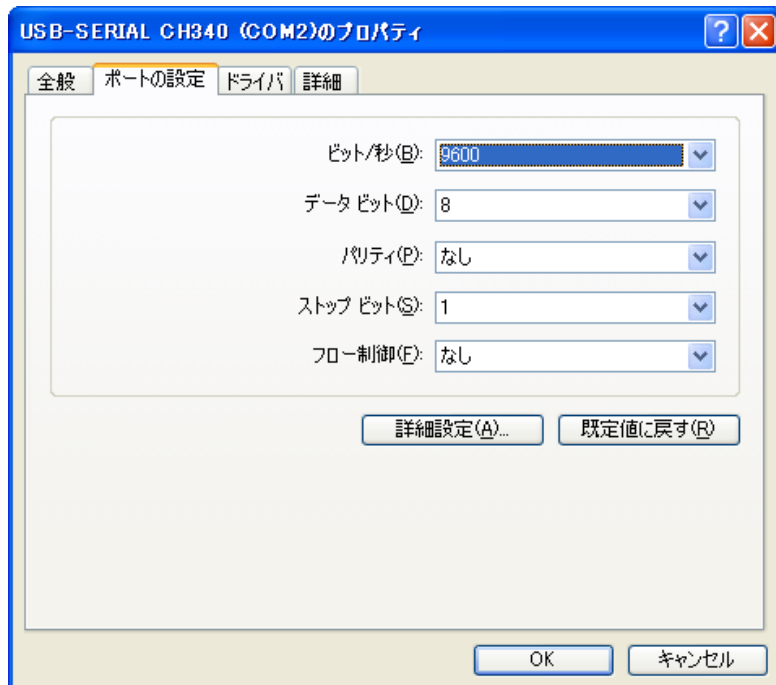 USB-SERIAL CH340 (COM2)のプロパティ
全般 ポートの設定 ドライバ 詳細
ビット/秒(B): 9600
データ ビット(D): 8
パリティ(P): なし
ストップ ビット(S): 1
フロー制御(F): なし
詳細設定(A)... 既定値に戻す(R)
OK キャンセル